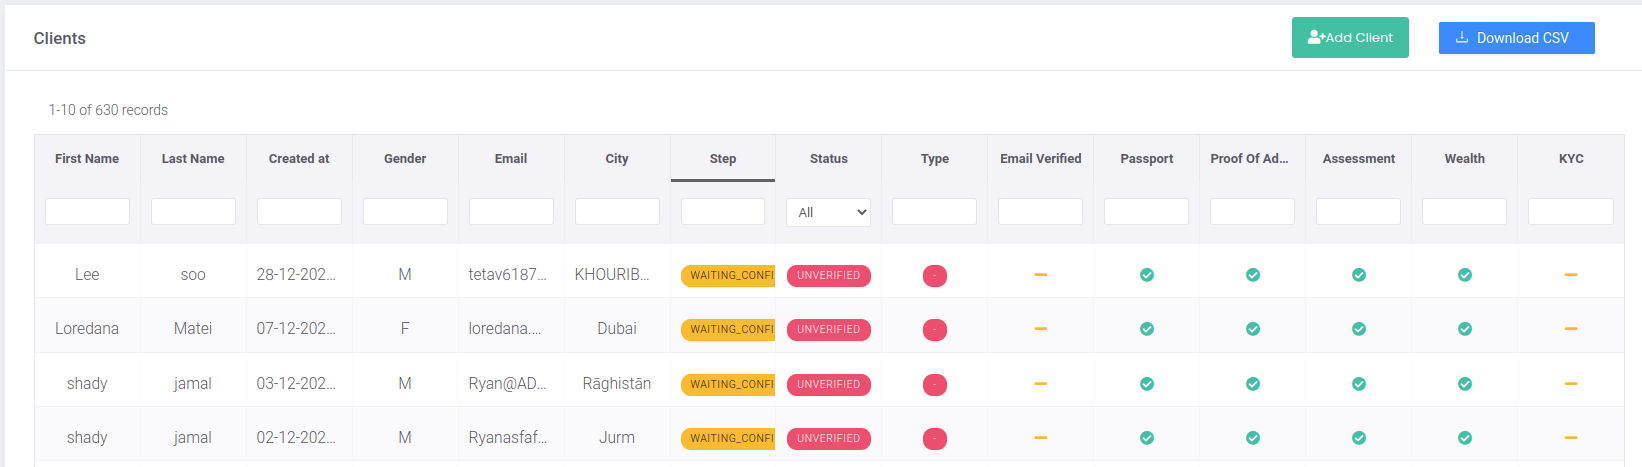 Clients
Add Client
Download CSV
1-10 of 630 records
First Name Last Name Created at Gender Email City Step Status Type Email Verified Passport Proof Of Ad... Assessment Wealth KYC
All
Lee soo 28-12-202... M tetav6187... KHOURIB... WAITING_CONFI UNVERIFIED -
Loredana Matei 07-12-202... F loredana.... Dubai WAITING_CONFI UNVERIFIED -
shady jamal 03-12-202... M Ryan@AD... Rāghistān WAITING_CONFI UNVERIFIED -
shady jamal 02-12-202... M Ryanasfaf... Jurm WAITING_CONFI UNVERIFIED -